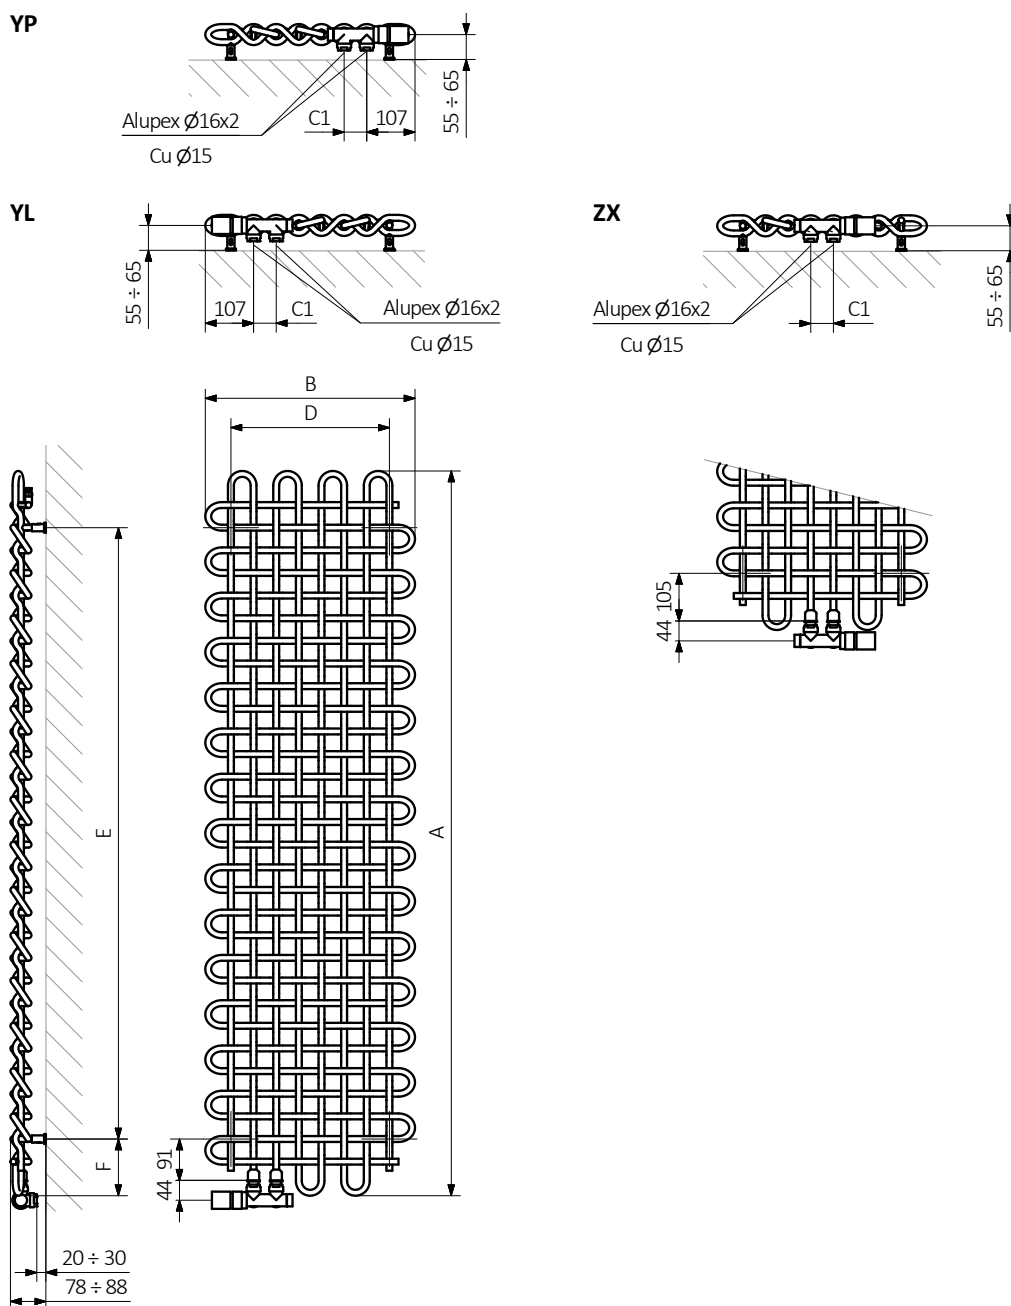 YP
55 ÷ 65
Alupex Ø16x2
C1
107
Cu Ø15
YL
55 ÷ 65
107
C1
Alupex Ø16x2
Cu Ø15
ZX
Alupex Ø16x2
C1
Cu Ø15
55 ÷ 65
B
D
E
A
F
44
91
20 ÷ 30
78 ÷ 88
44
105